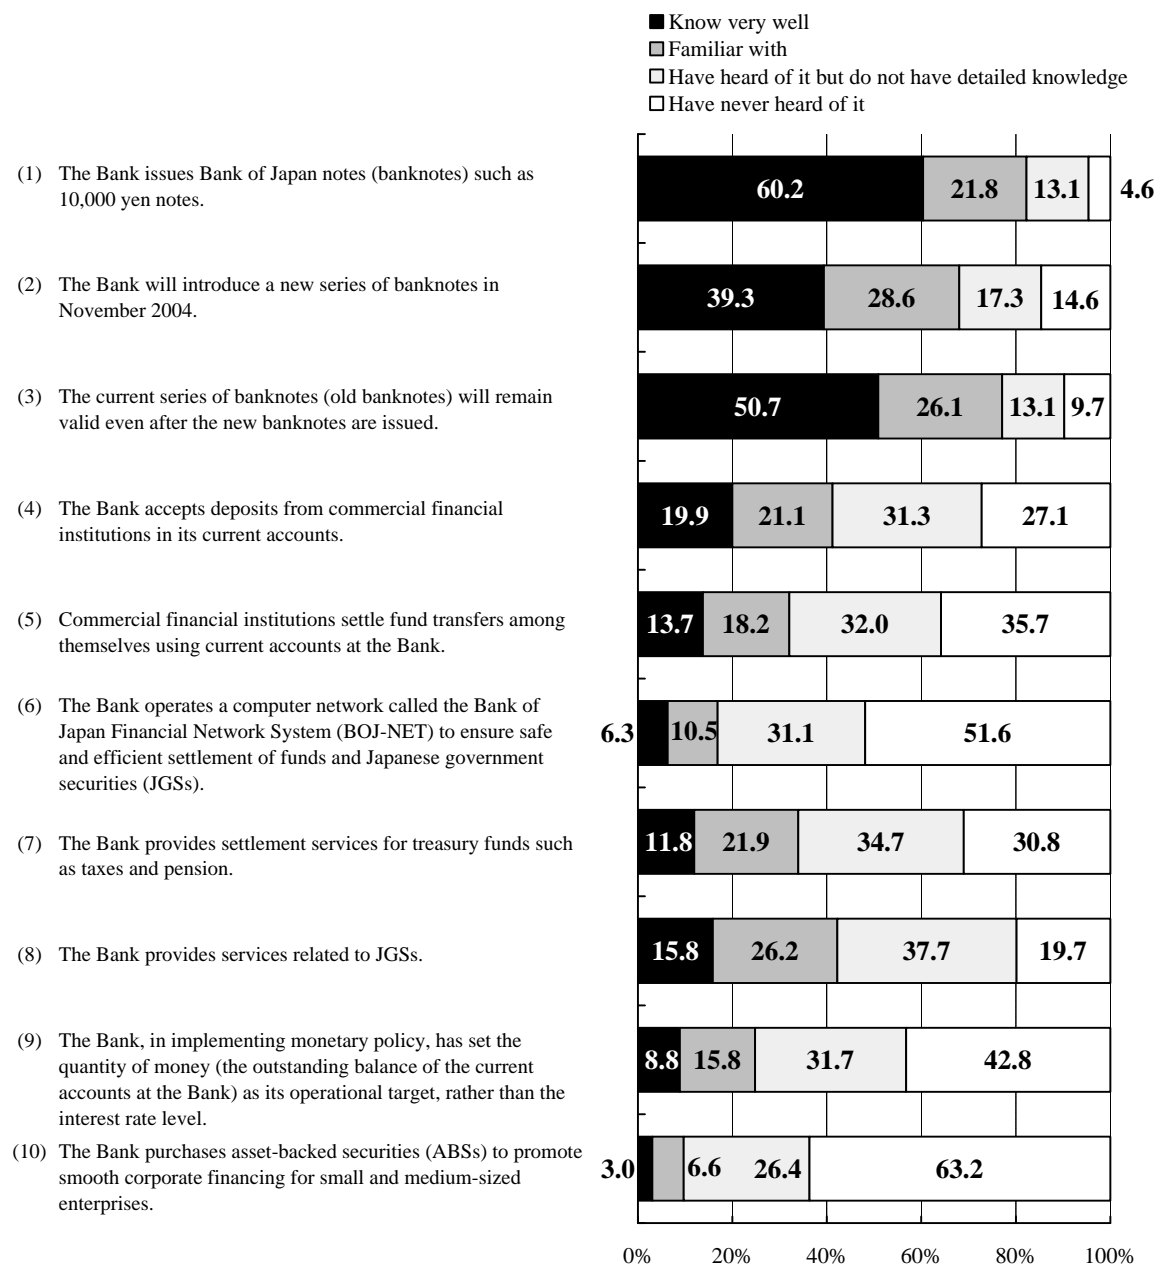 Know very well
Familiar with
Have heard of it but do not have detailed knowledge
Have never heard of it
(1) The Bank issues Bank of Japan notes (banknotes) such as
10,000 yen notes.
60.2 21.8 13.1 4.6
(2) The Bank will introduce a new series of banknotes in
November 2004.
39.3 28.6 17.3 14.6
(3) The current series of banknotes (old banknotes) will remain
valid even after the new banknotes are issued.
50.7 26.1 13.1 9.7
(4) The Bank accepts deposits from commercial financial
institutions in its current accounts.
19.9 21.1 31.3 27.1
(5) Commercial financial institutions settle fund transfers among
themselves using current accounts at the Bank.
13.7 18.2 32.0 35.7
(6) The Bank operates a computer network called the Bank of
Japan Financial Network System (BOJ-NET) to ensure safe
and efficient settlement of funds and Japanese government
securities (JGSs).
6.3 10.5 31.1 51.6
(7) The Bank provides settlement services for treasury funds such
as taxes and pension.
11.8 21.9 34.7 30.8
(8) The Bank provides services related to JGSs.
15.8 26.2 37.7 19.7
(9) The Bank, in implementing monetary policy, has set the
quantity of money (the outstanding balance of the current
accounts at the Bank) as its operational target, rather than the
interest rate level.
8.8 15.8 31.7 42.8
(10) The Bank purchases asset-backed securities (ABSs) to promote
smooth corporate financing for small and medium-sized
enterprises.
3.0 6.6 26.4 63.2
0% 20% 40% 60% 80% 100%